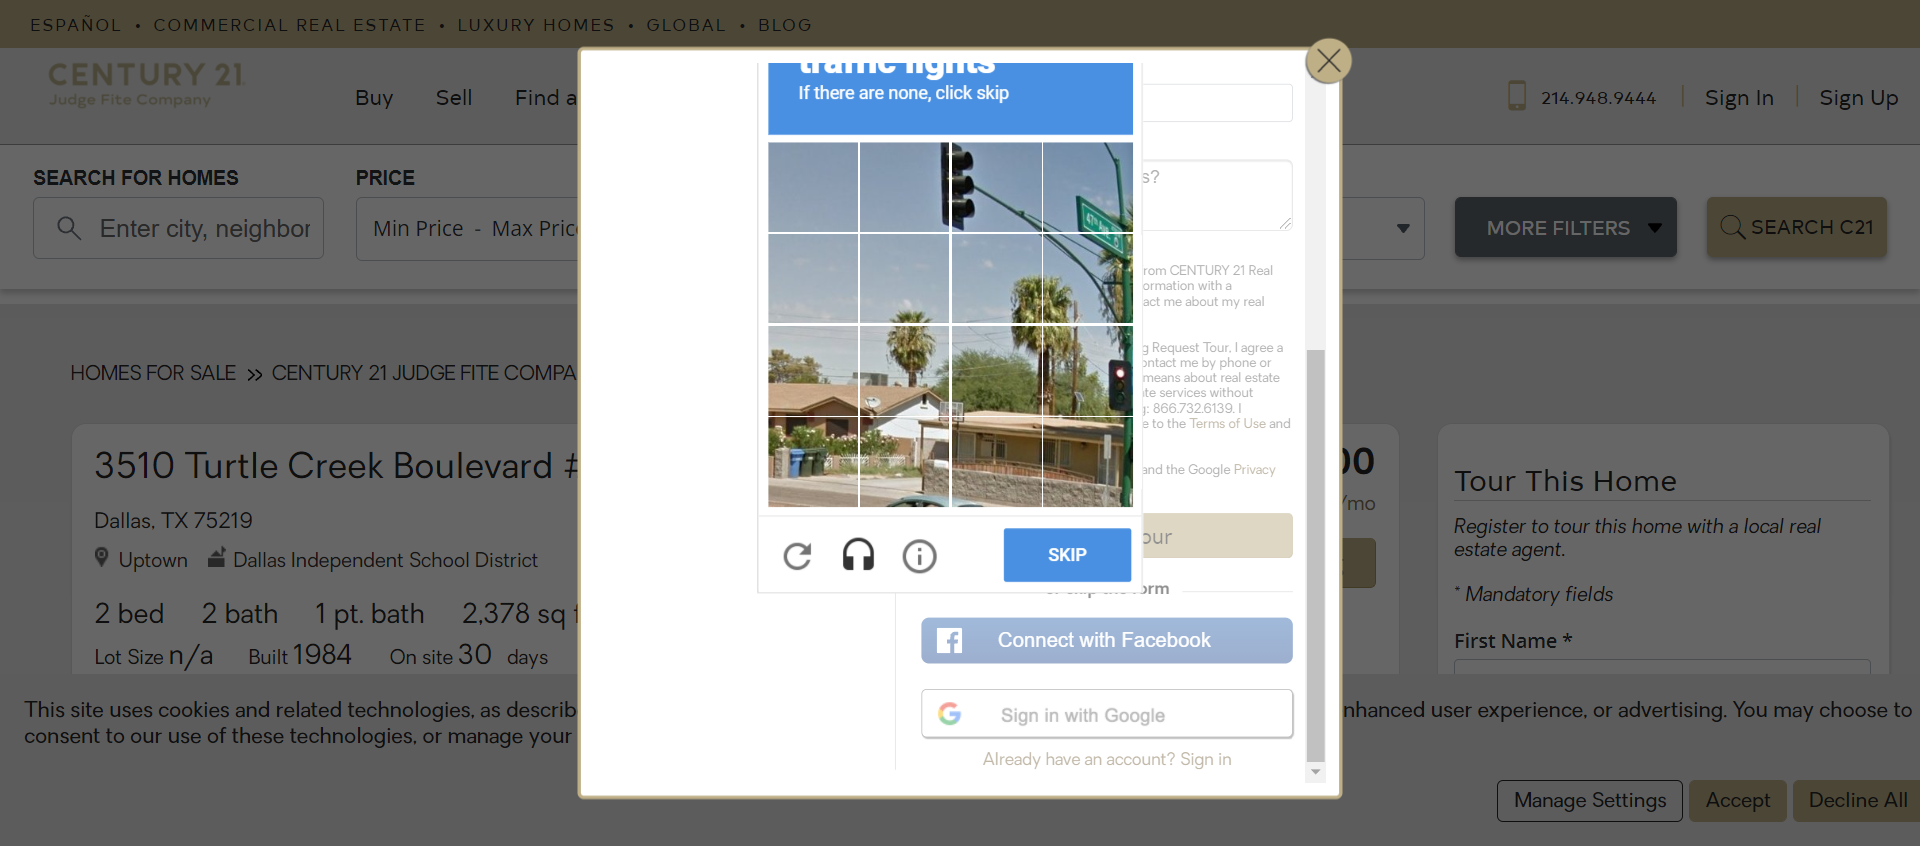 ESPAÑOL • COMMERCIAL REAL ESTATE • LUXURY HOMES • GLOBAL • BLOG
CENTURY 21.
Judge Fite Company
Buy Sell Find a
214.948.9444 Sign In Sign Up
SEARCH FOR HOMES
Enter city, neighbor
PRICE
Min Price - Max Pric
MORE FILTERS
SEARCH C21
HOMES FOR SALE >> CENTURY 21 JUDGE FITE COMPA
3510 Turtle Creek Boulevard #
Dallas, TX 75219
Uptown Dallas Independent School District
2 bed 2 bath 1 pt. bath 2,378 sq f
Lot Size n/a Built 1984 On site 30 days
traffic lights
If there are none, click skip
47th Ave
SKIP
s?
rom CENTURY 21 Real
ormation with a
act me about my real
g Request Tour, I agree a
ontact me by phone or
means about real estate
te services without
g: 866.732.6139. I
e to the Terms of Use and
and the Google Privacy
our
or skip the form
Connect with Facebook
Sign in with Google
Already have an account? Sign in
00
/mo
Tour This Home
Register to tour this home with a local real
estate agent.
* Mandatory fields
First Name *
This site uses cookies and related technologies, as describe
nhanced user experience, or advertising. You may choose to
consent to our use of these technologies, or manage your
Manage Settings Accept Decline All